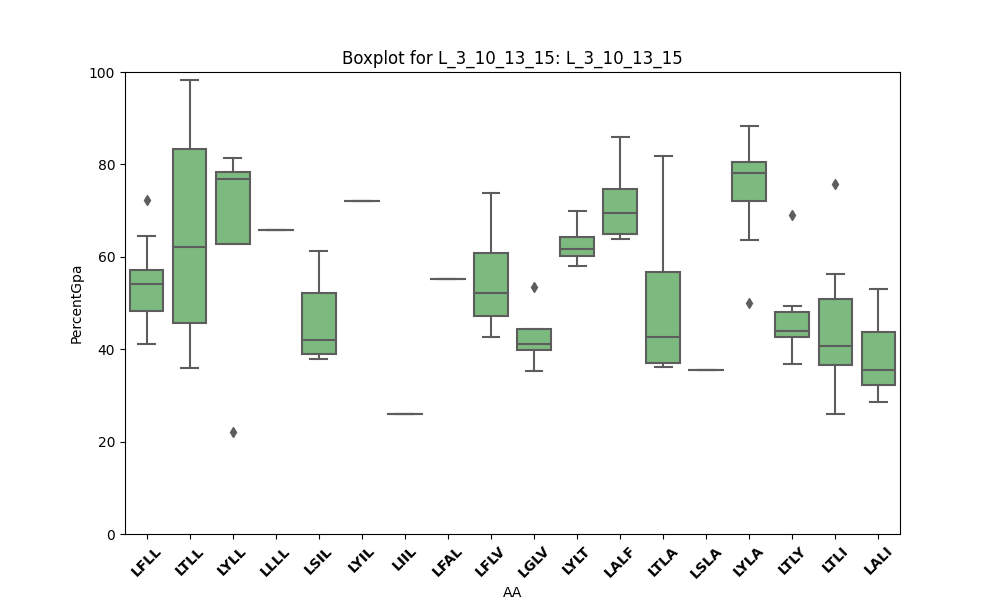 Boxplot for L_3_10_13_15: L_3_10_13_15
100
80
60
40
20
0
PercentGpa
LFLL LTLL LYLL LLLL LSIL LYIL LIIL LFAL LFLV LGLV LYLT LALF LTLA LSLA LYLA LTLY LTLI LALI
AA